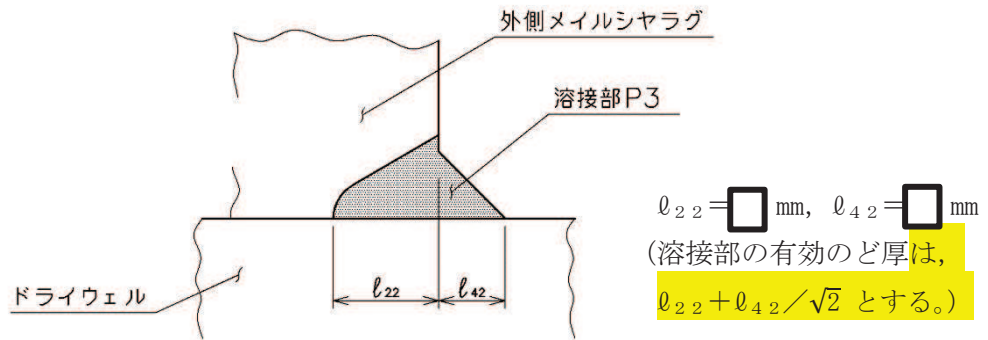 外側メイルシヤラグ
溶接部P3
ℓ22＝ mm, ℓ42＝ mm
(溶接部の有効のど厚は,
ℓ22＋ℓ42／√2 とする。)
ドライウェル
ℓ22
ℓ42